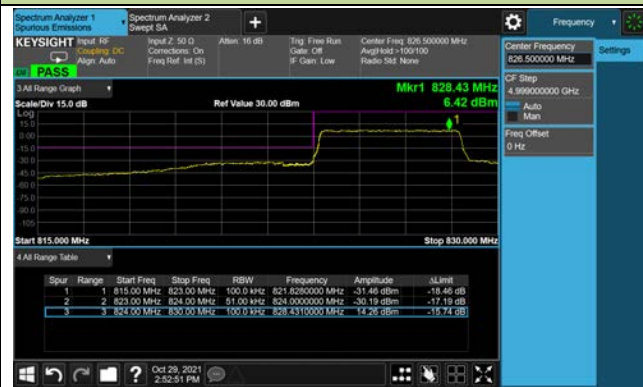 Spectrum Analyzer 1
Spurious Emissions
Spectrum Analyzer 2
Swept SA
Frequency
KEYSIGHT
Input: RF
Coupling: DC
Align: Auto
Input Z: 50 Ω
Corrections: On
Freq Ref: Int (S)
Atten: 16 dB
Trig: Free Run
Gate: Off
IF Gain: Low
Center Freq: 826.500000 MHz
Avg|Hold:>100/100
Radio Std: None
PASS
Center Frequency
826.500000 MHz
Settings
CF Step
4.999000000 GHz
Auto
Man
Freq Offset
0 Hz
3 All Range Graph
Mkr1 828.43 MHz
6.42 dBm
Scale/Div 15.0 dB
Ref Value 30.00 dBm
Log
15.0
0.00
-15.0
-30.0
-45.0
-60.0
-75.0
-90.0
-105
1
Start 815.000 MHz
Stop 830.000 MHz
4 All Range Table
Spur Range Start Freq Stop Freq RBW Frequency Amplitude ΔLimit
1 1 815.00 MHz 823.00 MHz 100.0 kHz 821.8280000 MHz -31.46 dBm -18.46 dB
2 2 823.00 MHz 824.00 MHz 51.00 kHz 824.0000000 MHz -30.19 dBm -17.19 dB
3 3 824.00 MHz 830.00 MHz 100.0 kHz 828.4310000 MHz 14.26 dBm -15.74 dB
Oct 29, 2021
2:52:51 PM